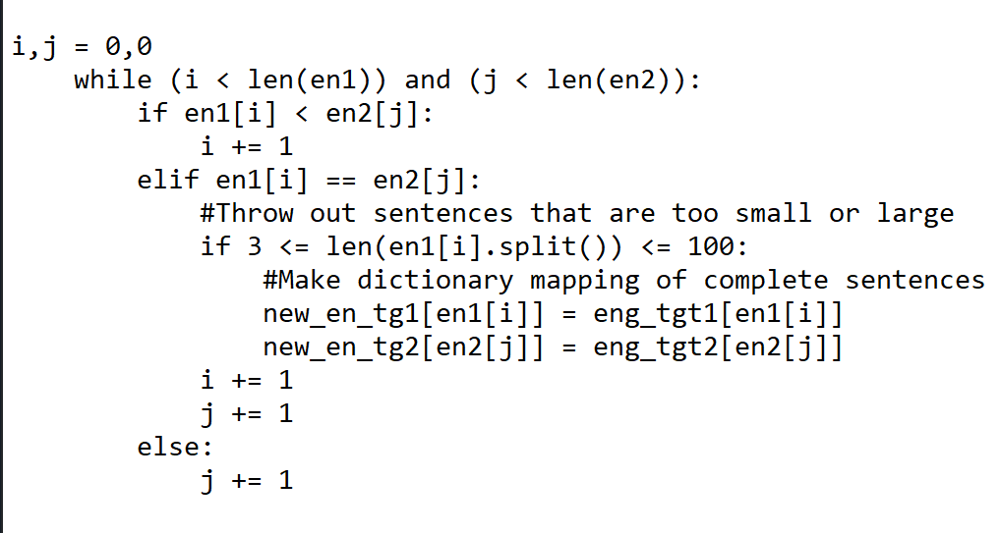 i,j = 0,0
    while (i < len(en1)) and (j < len(en2)):
        if en1[i] < en2[j]:
            i += 1
        elif en1[i] == en2[j]:
            #Throw out sentences that are too small or large
            if 3 <= len(en1[i].split()) <= 100:
                #Make dictionary mapping of complete sentences
                new_en_tg1[en1[i]] = eng_tgt1[en1[i]]
                new_en_tg2[en2[j]] = eng_tgt2[en2[j]]
            i += 1
            j += 1
        else:
            j += 1